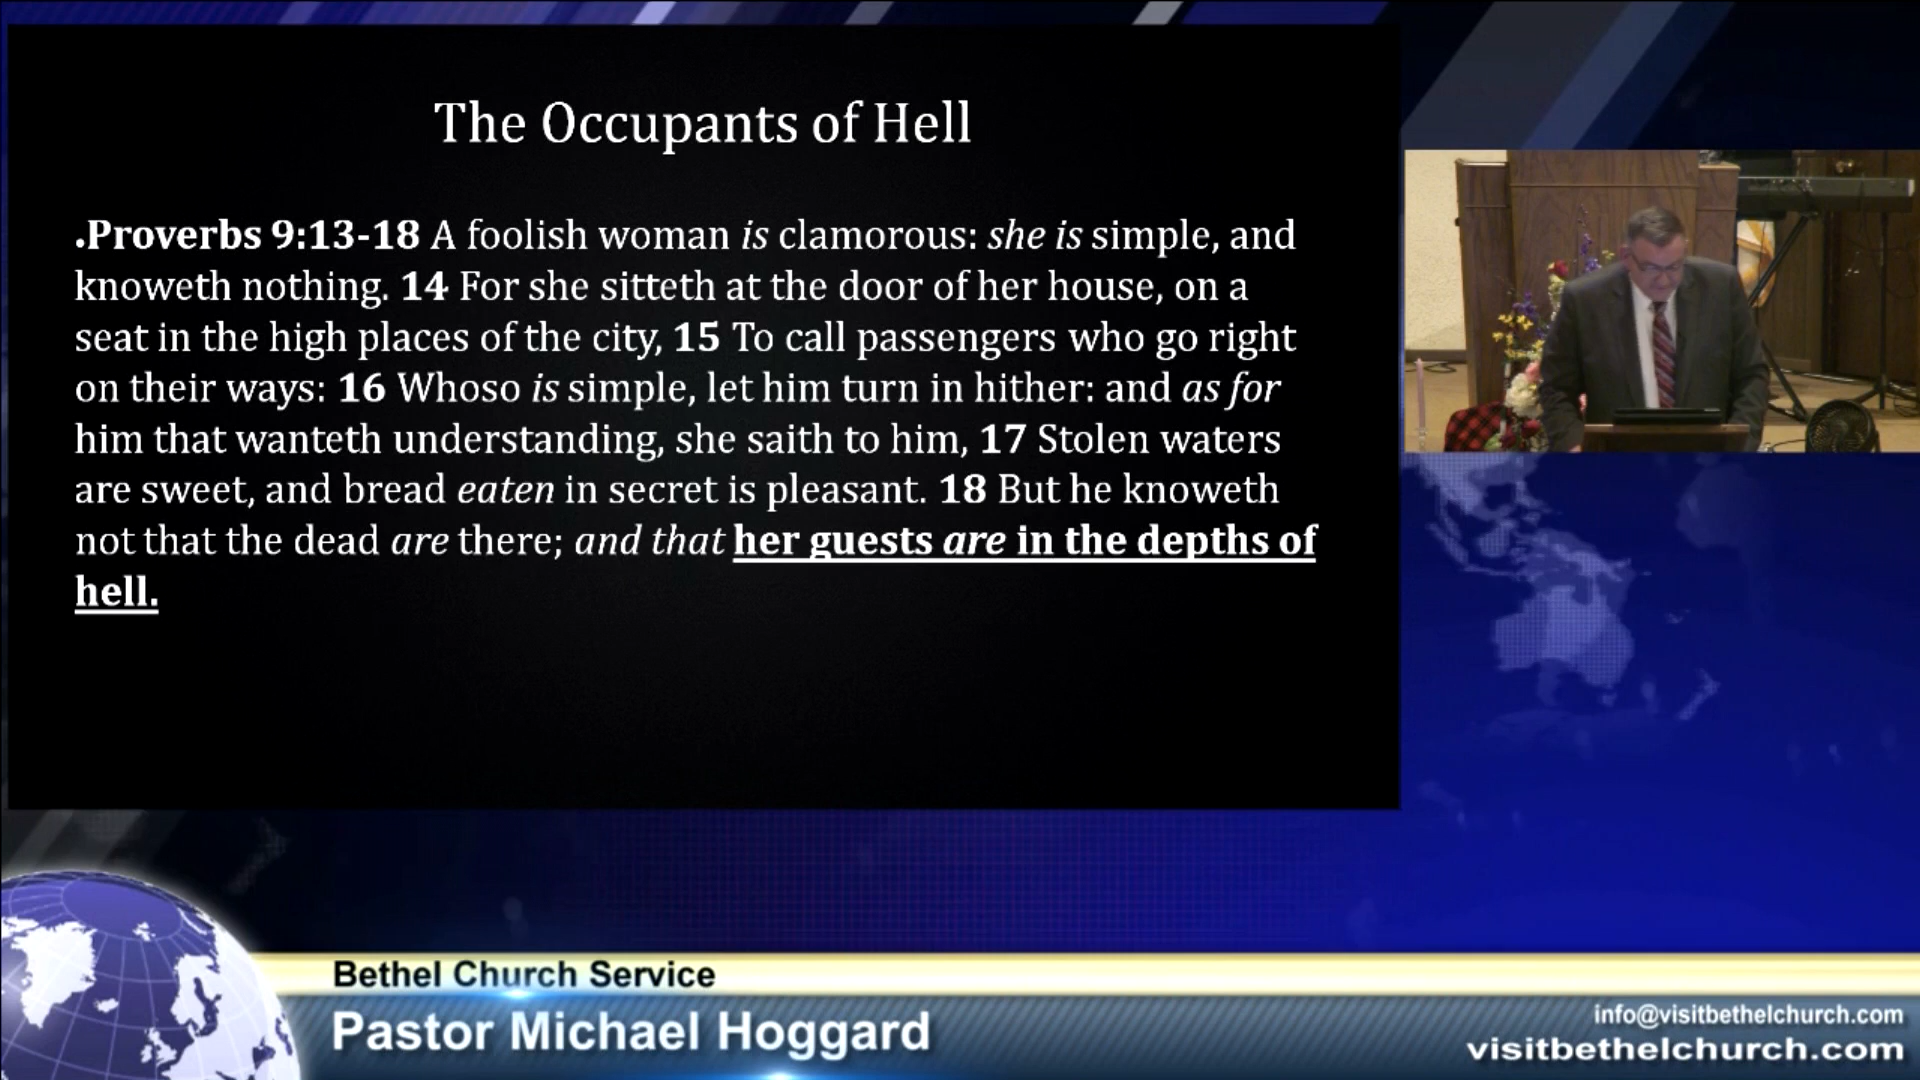 The Occupants of Hell
.Proverbs 9:13-18 A foolish woman is clamorous: she is simple, and
knoweth nothing. 14 For she sitteth at the door of her house, on a
seat in the high places of the city, 15 To call passengers who go right
on their ways: 16 Whoso is simple, let him turn in hither: and as for
him that wanteth understanding, she saith to him, 17 Stolen waters
are sweet, and bread eaten in secret is pleasant. 18 But he knoweth
not that the dead are there; and that her guests are in the depths of
hell.
Bethel Church Service
Pastor Michael Hoggard
info@visitbethelchurch.com
visitbethelchurch.com